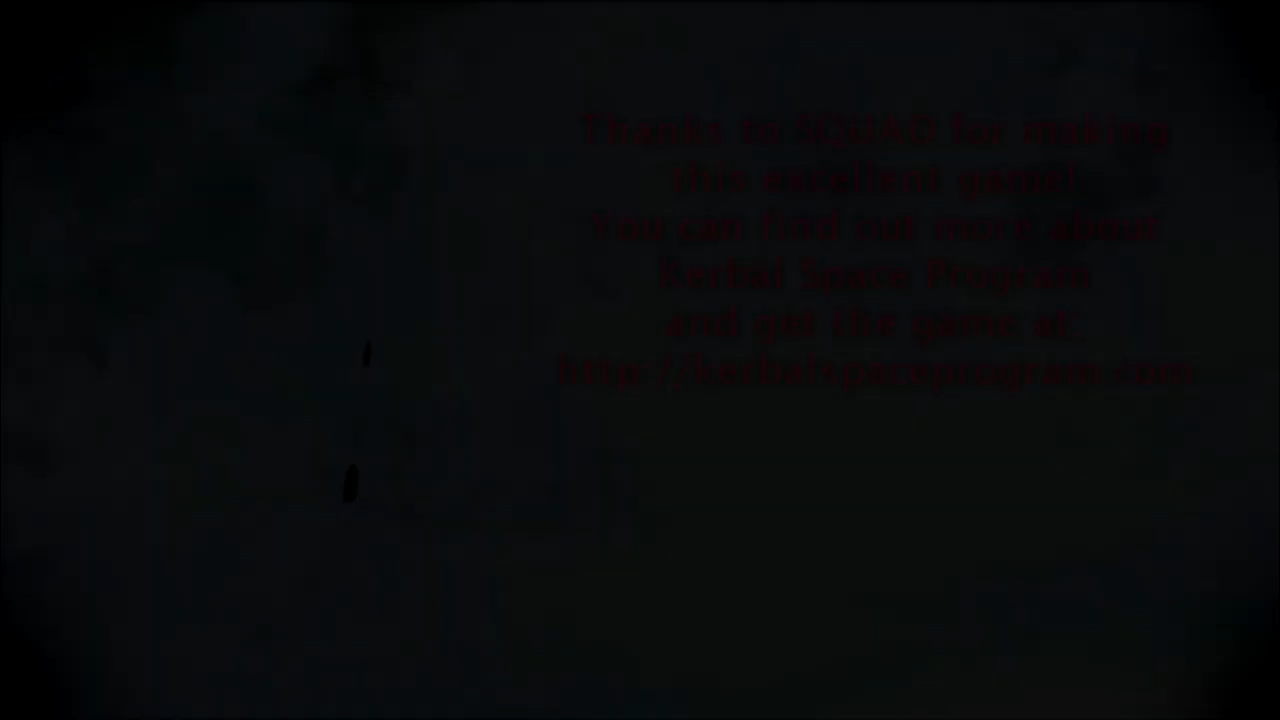 Thanks to SQUAD for making
this excellent game!
You can find out more about
Kerbal Space Program
and get the game at:
http://kerbalspaceprogram.com